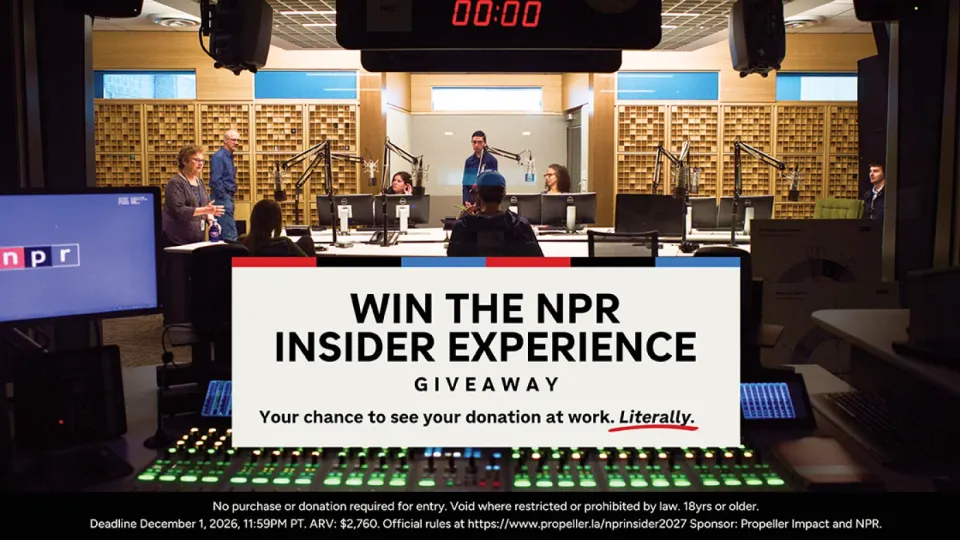 00:00
npr
WIN THE NPR
INSIDER EXPERIENCE
GIVEAWAY
Your chance to see your donation at work. Literally.
No purchase or donation required for entry. Void where restricted or prohibited by law. 18yrs or older.
Deadline December 1, 2026, 11:59PM PT. ARV: $2,760. Official rules at https://www.propeller.la/nprinsider2027 Sponsor: Propeller Impact and NPR.